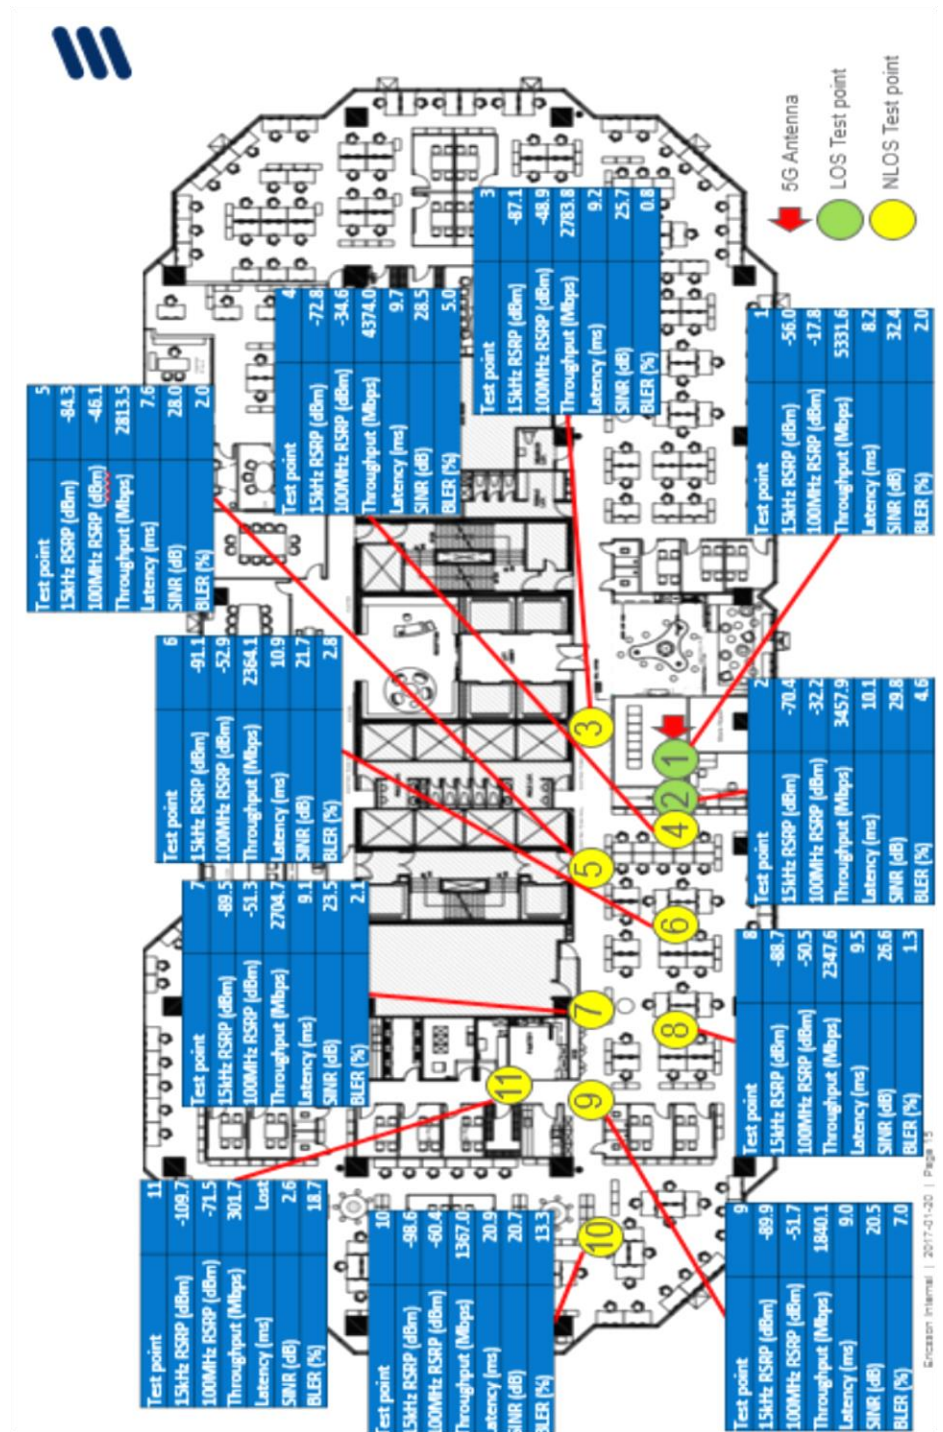 5G Antenna
LOS Test point
NLOS Test point
Test point 5
15kHz RSRP (dBm) -84.3
100MHz RSRP (dBm) -46.1
Throughput (Mbps) 2813.5
Latency (ms) 7.6
SINR (dB) 28.0
BLER (%) 2.0
Test point 4
15kHz RSRP (dBm) -72.8
100MHz RSRP (dBm) -34.6
Throughput (Mbps) 4374.0
Latency (ms) 9.7
SINR (dB) 28.5
BLER (%) 5.0
Test point 3
15kHz RSRP (dBm) -87.1
100MHz RSRP (dBm) -48.9
Throughput (Mbps) 2783.8
Latency (ms) 9.2
SINR (dB) 25.7
BLER (%) 0.8
Test point 1
15kHz RSRP (dBm) -56.0
100MHz RSRP (dBm) -17.8
Throughput (Mbps) 5331.6
Latency (ms) 8.2
SINR (dB) 32.4
BLER (%) 2.0
Test point 6
15kHz RSRP (dBm) -91.1
100MHz RSRP (dBm) -52.9
Throughput (Mbps) 2364.1
Latency (ms) 10.9
SINR (dB) 21.7
BLER (%) 2.8
Test point 2
15kHz RSRP (dBm) -70.4
100MHz RSRP (dBm) -32.2
Throughput (Mbps) 3457.9
Latency (ms) 10.1
SINR (dB) 29.8
BLER (%) 4.6
Test point 7
15kHz RSRP (dBm) -89.5
100MHz RSRP (dBm) -51.3
Throughput (Mbps) 2704.7
Latency (ms) 9.1
SINR (dB) 23.5
BLER (%) 2.1
Test point 8
15kHz RSRP (dBm) -88.7
100MHz RSRP (dBm) -50.5
Throughput (Mbps) 2347.6
Latency (ms) 9.5
SINR (dB) 26.6
BLER (%) 1.3
Test point 11
15kHz RSRP (dBm) -109.7
100MHz RSRP (dBm) -71.5
Throughput (Mbps) 301.7
Latency (ms) Lost
SINR (dB) 2.6
BLER (%) 18.7
Test point 10
15kHz RSRP (dBm) -98.6
100MHz RSRP (dBm) -60.4
Throughput (Mbps) 1367.0
Latency (ms) 20.9
SINR (dB) 20.7
BLER (%) 13.3
Test point 9
15kHz RSRP (dBm) -89.9
100MHz RSRP (dBm) -51.7
Throughput (Mbps) 1840.1
Latency (ms) 9.0
SINR (dB) 20.5
BLER (%) 7.0
1
2
3
4
5
6
7
8
9
10
11
Ericsson Internal | 2017-01-20 | Page 15